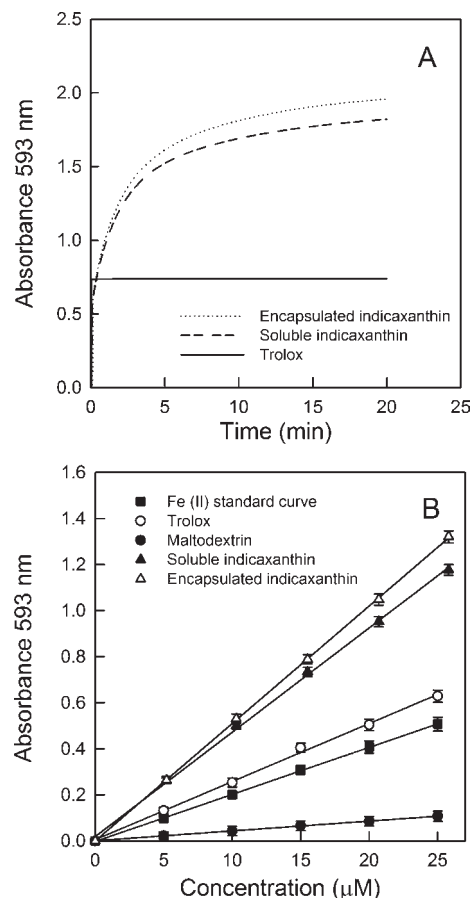 A
Absorbance 593 nm
2.5
2.0
1.5
1.0
0.5
0.0
Encapsulated indicaxanthin
Soluble indicaxanthin
Trolox
0 5 10 15 20 25
Time (min)
B
Absorbance 593 nm
1.6
1.4
1.2
1.0
0.8
0.6
0.4
0.2
0.0
Fe (II) standard curve
Trolox
Maltodextrin
Soluble indicaxanthin
Encapsulated indicaxanthin
0 5 10 15 20 25
Concentration (μM)